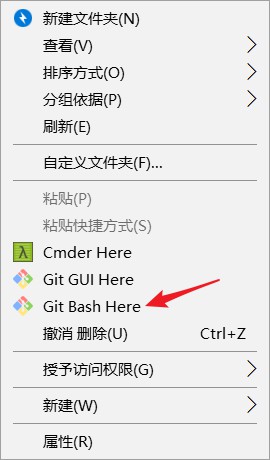 新建文件夹(N)
查看(V)
排序方式(O)
分组依据(P)
刷新(E)
自定义文件夹(F)...
粘贴(P)
粘贴快捷方式(S)
Cmder Here
Git GUI Here
Git Bash Here
撤消 删除(U) Ctrl+Z
授予访问权限(G)
新建(W)
属性(R)